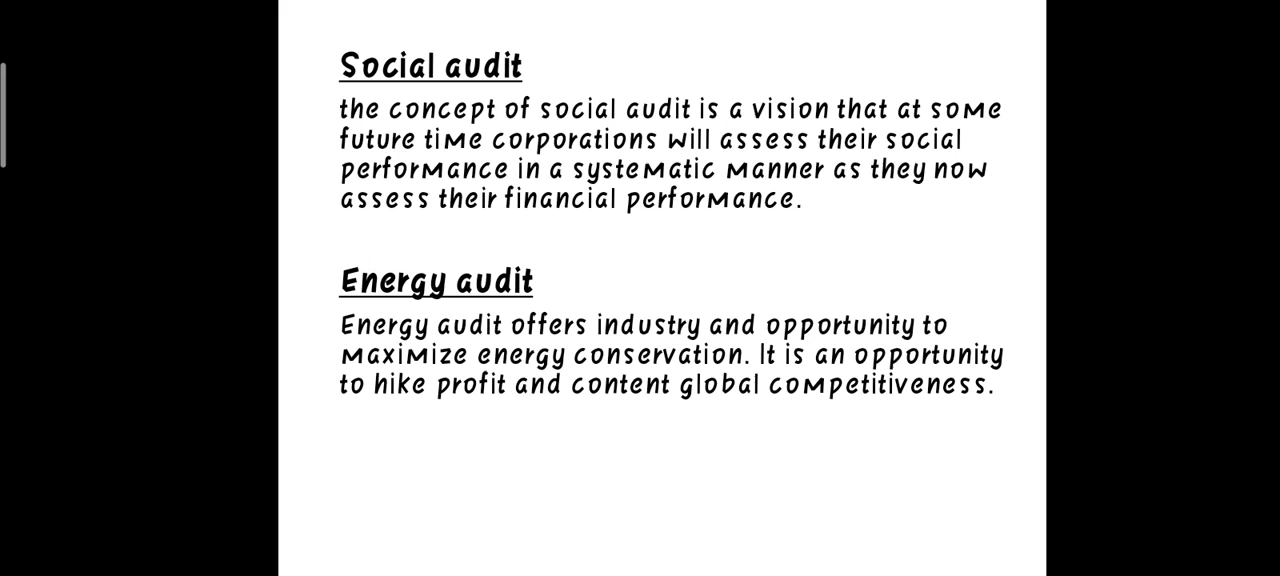 Social audit
the concept of social audit is a vision that at some
future time corporations will assess their social
performance in a systematic manner as they now
assess their financial performance.
Energy audit
Energy audit offers industry and opportunity to
maximize energy conservation. It is an opportunity
to hike profit and content global competitiveness.